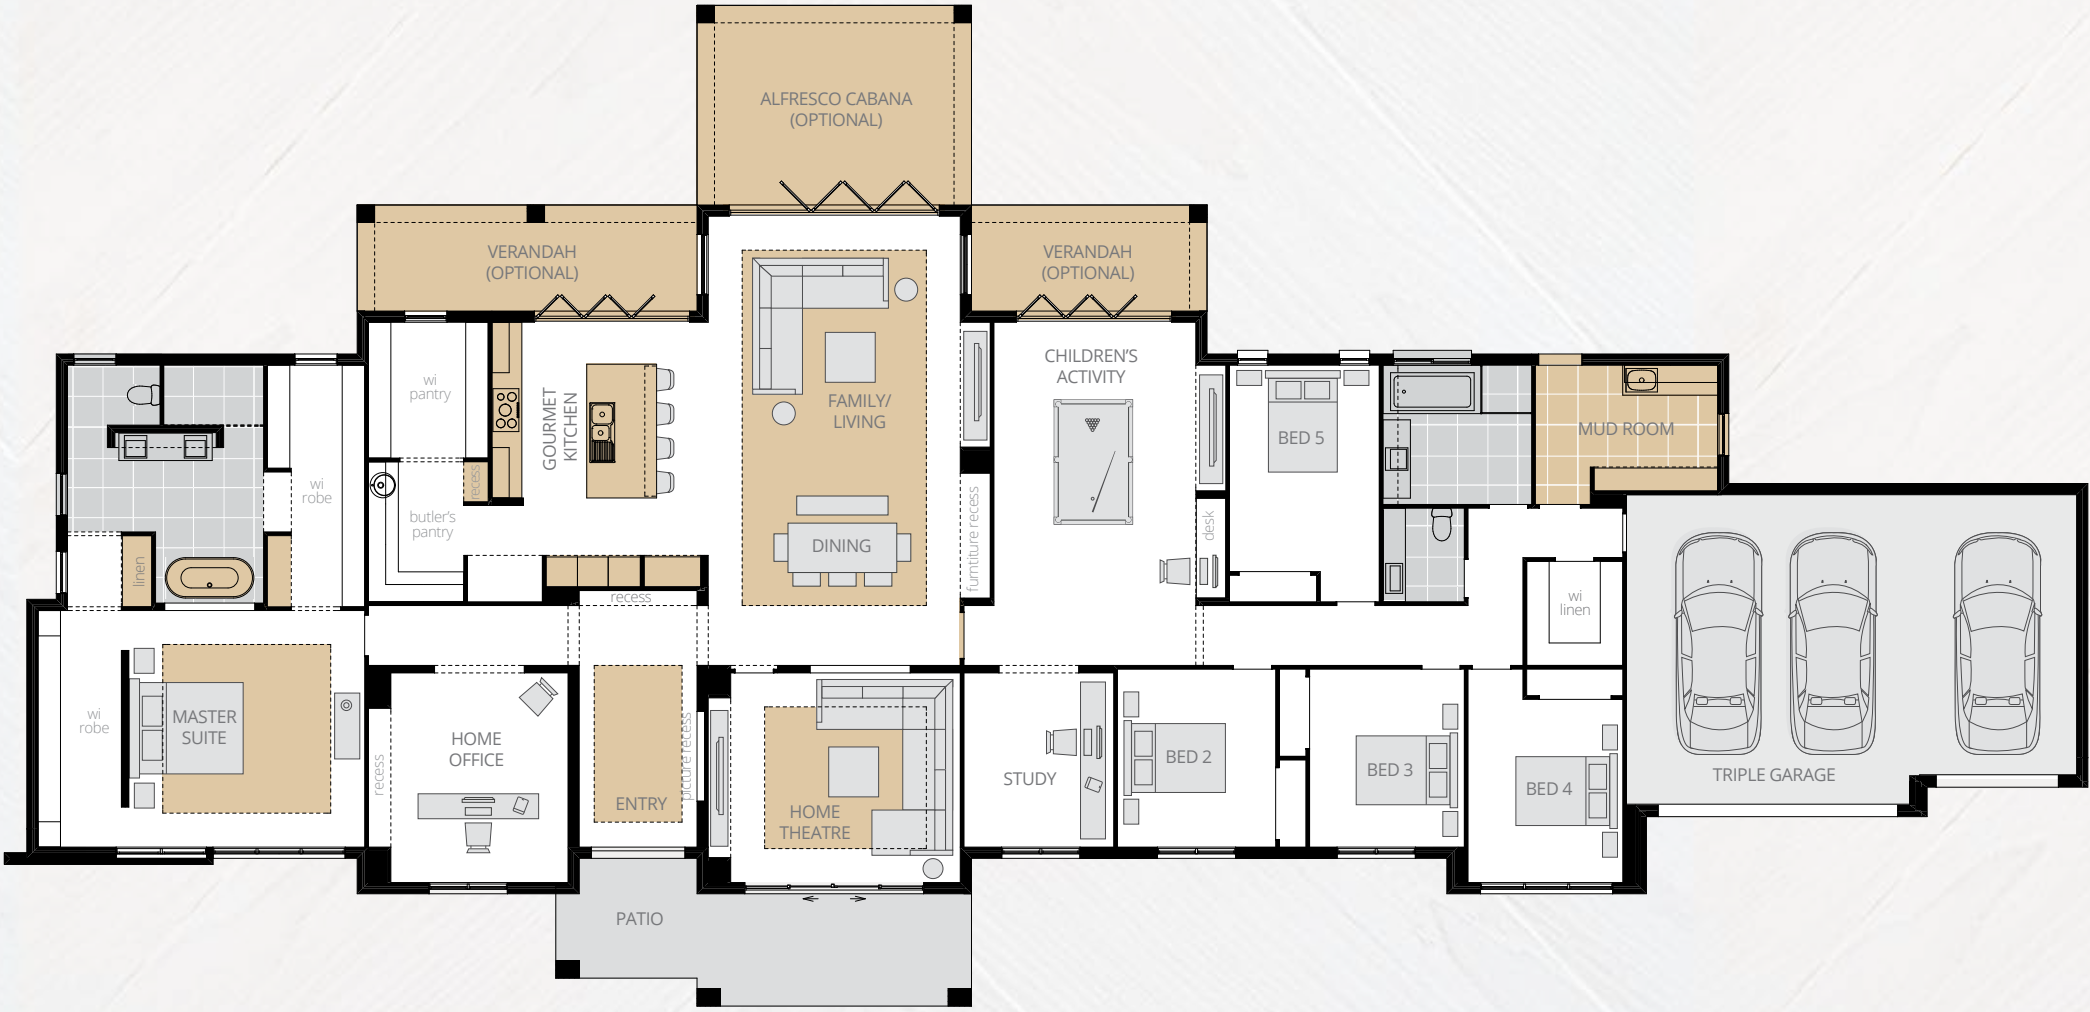 ALFRESCO CABANA
(OPTIONAL)
VERANDAH
(OPTIONAL)
VERANDAH
(OPTIONAL)
wi
pantry
GOURMET
KITCHEN
FAMILY/
LIVING
CHILDREN'S
ACTIVITY
BED 5
MUD ROOM
wi
robe
recess
butler's
pantry
DINING
furntiture recess
desk
linen
recess
wi
linen
wi
robe
MASTER
SUITE
recess
HOME
OFFICE
ENTRY
picture recess
HOME
THEATRE
STUDY
BED 2
BED 3
BED 4
TRIPLE GARAGE
PATIO